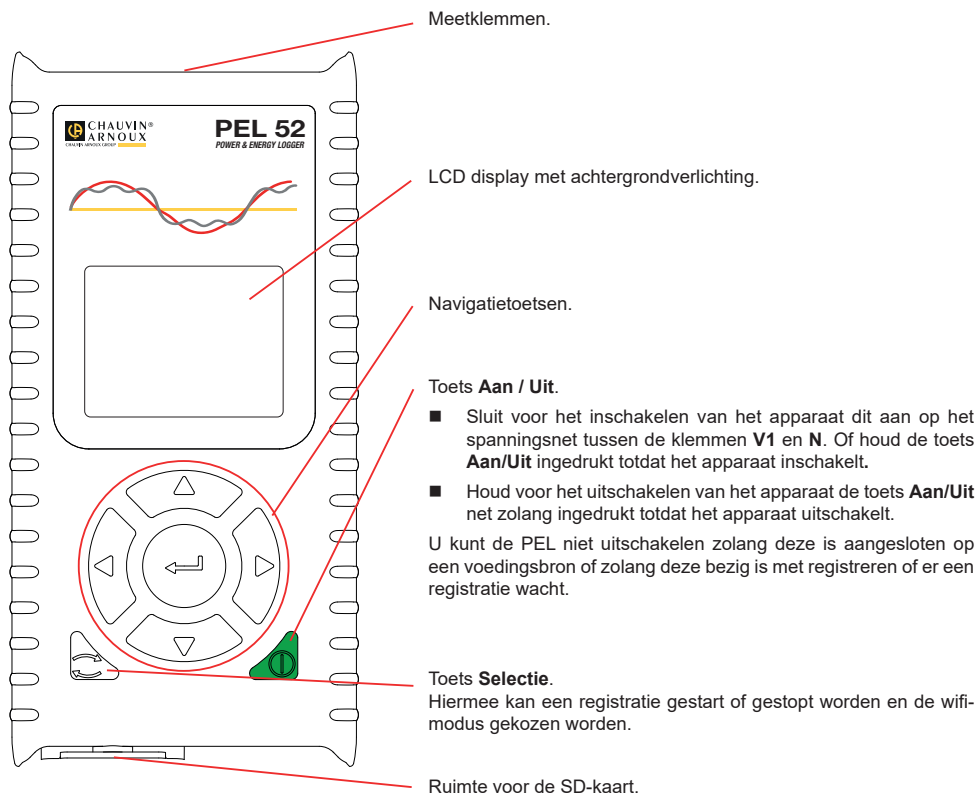 Meetklemmen.
CHAUVIN®
ARNOUX
CHAUVIN ARNOUX GROUP
PEL 52
POWER & ENERGY LOGGER
LCD display met achtergrondverlichting.
Navigatietoetsen.
Toets Aan / Uit.
■ Sluit voor het inschakelen van het apparaat dit aan op het
spanningsnet tussen de klemmen V1 en N. Of houd de toets
Aan/Uit ingedrukt totdat het apparaat inschakelt.
■ Houd voor het uitschakelen van het apparaat de toets Aan/Uit
net zolang ingedrukt totdat het apparaat uitschakelt.
U kunt de PEL niet uitschakelen zolang deze is aangesloten op
een voedingsbron of zolang deze bezig is met registreren of er een
registratie wacht.
Toets Selectie.
Hiermee kan een registratie gestart of gestopt worden en de wifi-
modus gekozen worden.
Ruimte voor de SD-kaart.